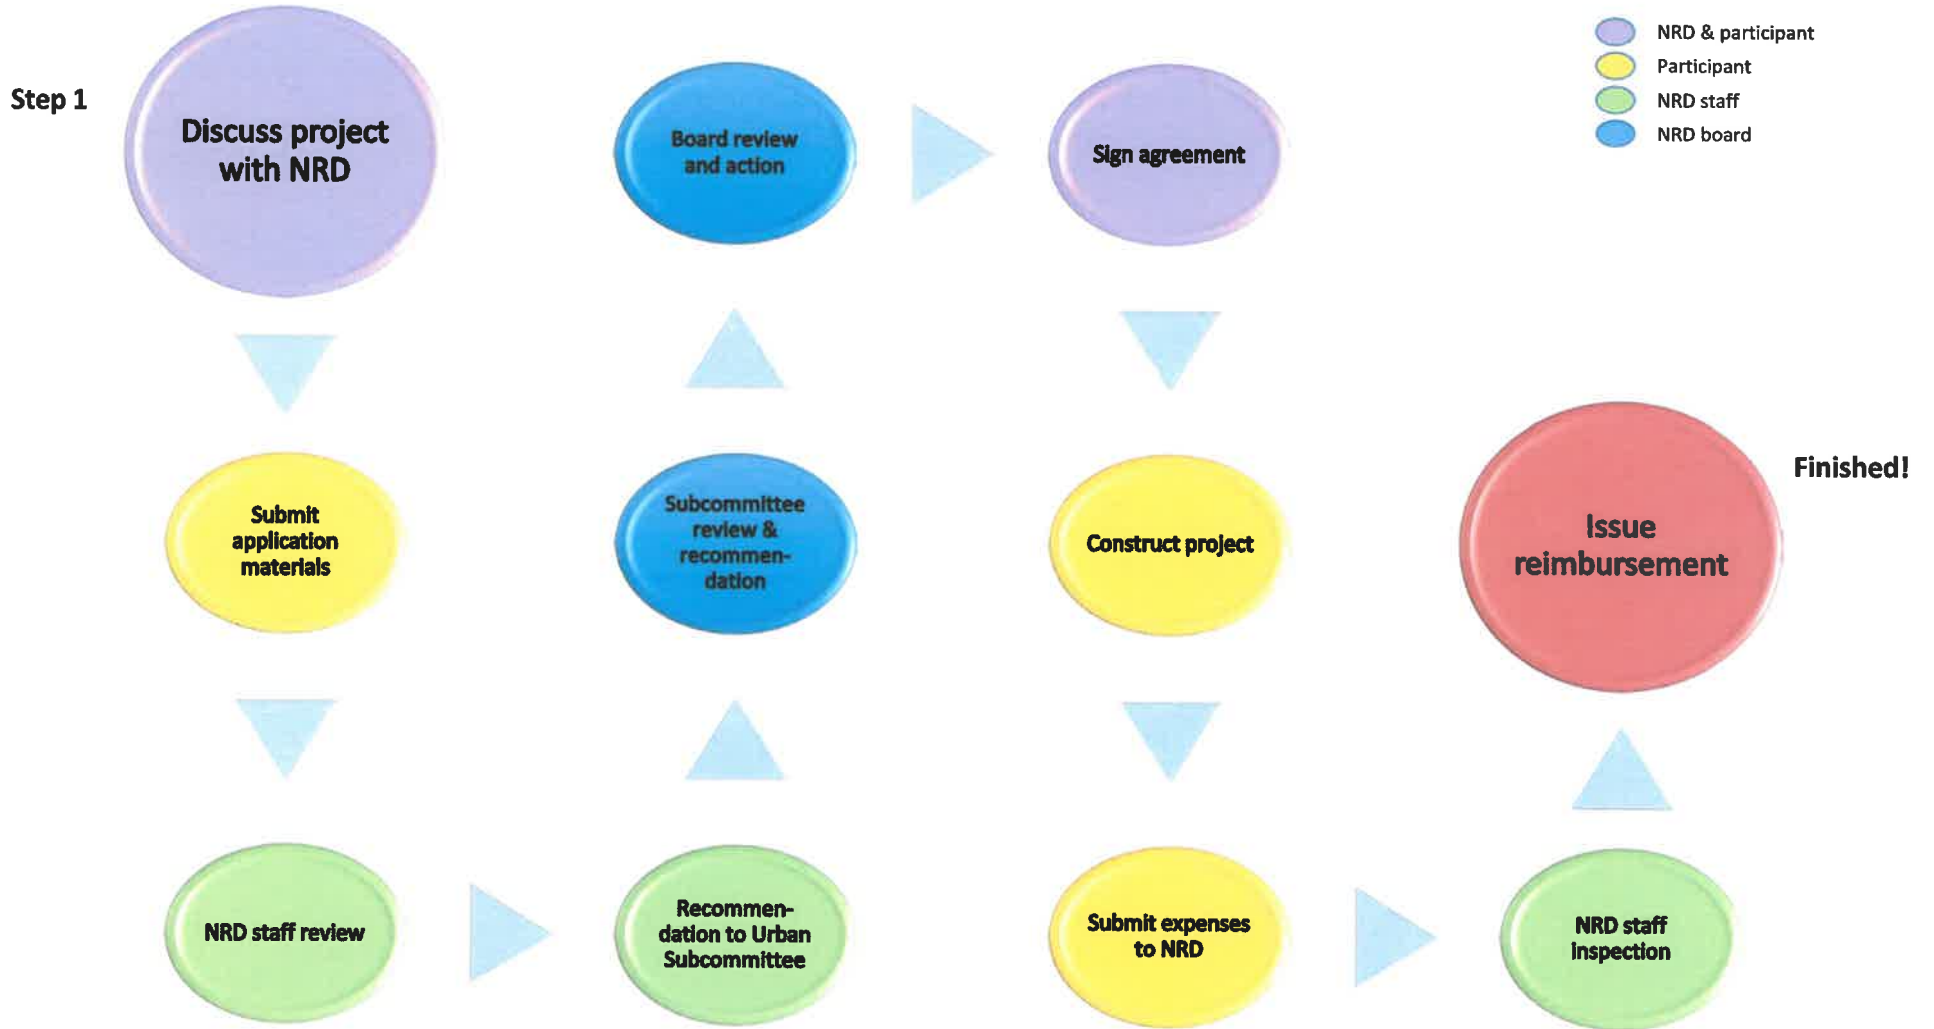 Step 1
Discuss project
with NRD
Submit
application
materials
NRD staff review
Recommen-
dation to Urban
Subcommittee
Subcommittee
review &
recommen-
dation
Board review
and action
Sign agreement
Construct project
Submit expenses
to NRD
NRD staff
inspection
Issue
reimbursement
Finished!
NRD & participant
Participant
NRD staff
NRD board